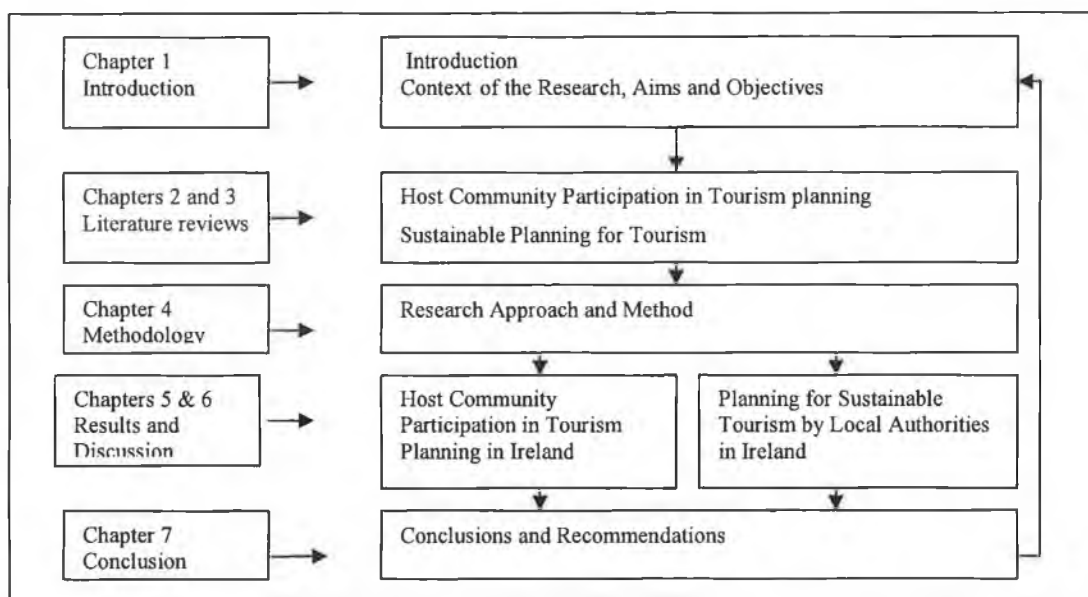 Chapter 1
Introduction
Introduction
Context of the Research, Aims and Objectives
Chapters 2 and 3
Literature reviews
Host Community Participation in Tourism planning
Sustainable Planning for Tourism
Chapter 4
Methodology
Research Approach and Method
Chapters 5 & 6
Results and
Discussion
Host Community
Participation in Tourism
Planning in Ireland
Planning for Sustainable
Tourism by Local Authorities
in Ireland
Chapter 7
Conclusion
Conclusions and Recommendations